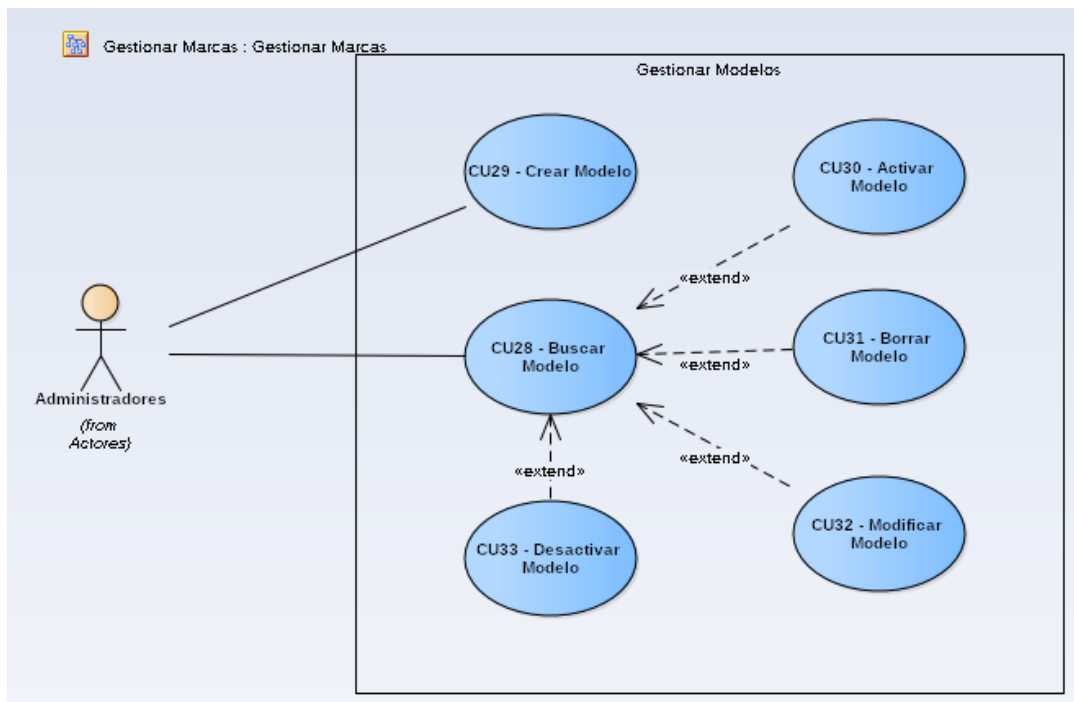 Gestionar Marcas : Gestionar Marcas
Gestionar Modelos
CU29 - Crear Modelo
CU30 - Activar
Modelo
«extend»
CU28 - Buscar
Modelo
CU31 - Borrar
Modelo
«extend»
Administradores
(from
Actores)
«extend»
«extend»
CU33 - Desactivar
Modelo
CU32 - Modificar
Modelo